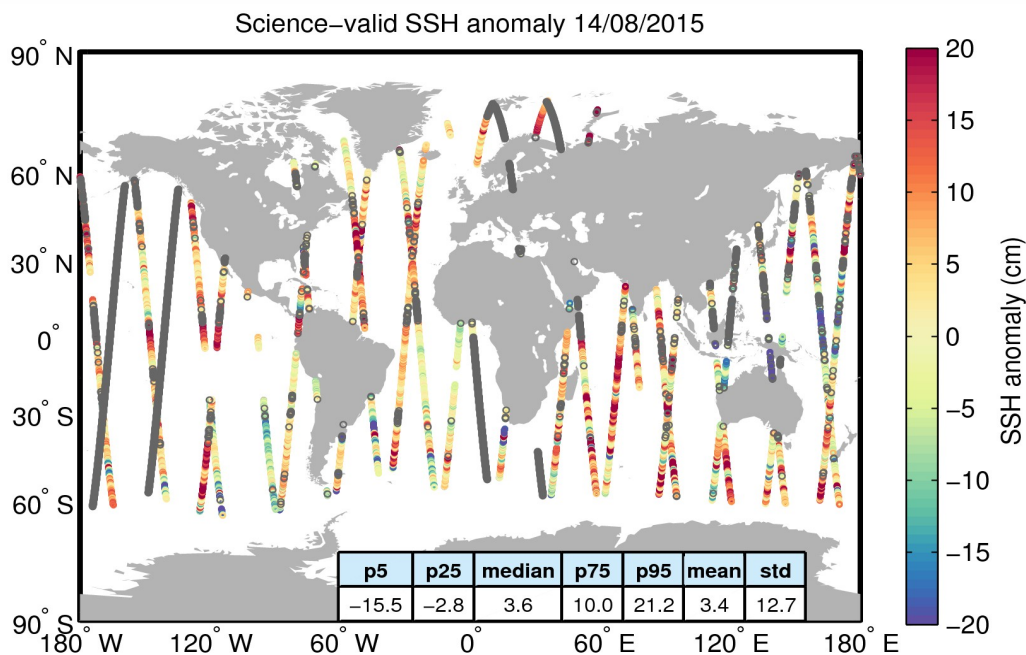 Science−valid SSH anomaly 14/08/2015
90° N
60° N
30° N
0°
30° S
60° S
90° S
180° W
120° W
60° W
0°
60° E
120° E
180° E
p5 p25 median p75 p95 mean std
−15.5 −2.8 3.6 10.0 21.2 3.4 12.7
20
15
10
5
0
−5
−10
−15
−20
SSH anomaly (cm)